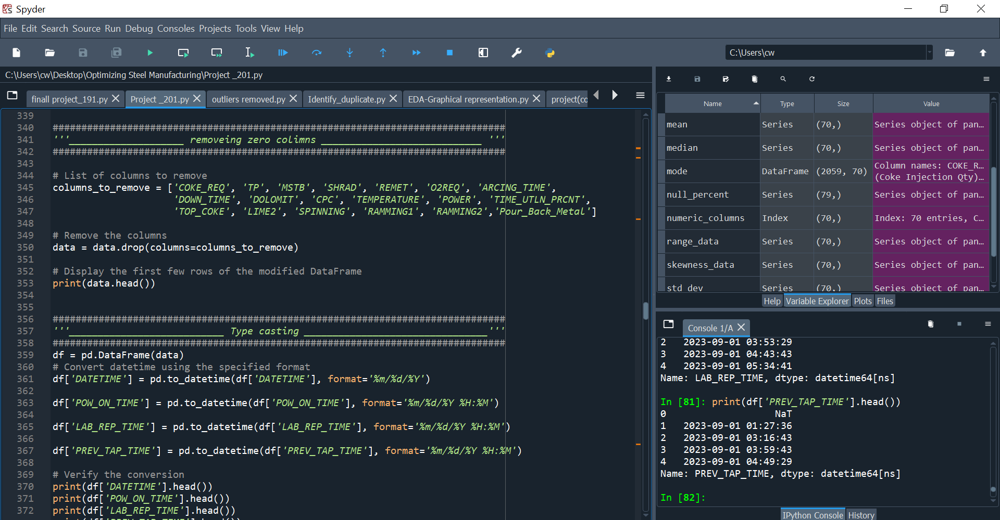 Spyder
File Edit Search Source Run Debug Consoles Projects Tools View Help
C:\Users\cw
C:\Users\cw\Desktop\Optimizing Steel Manufacturing\Project _201.py
finall project_191.py
Project _201.py
outliers removed.py
Identify_duplicate.py
EDA-Graphical representation.py
project(co
339
340 ###############################################################################
341 '''____________________ removeing zero colimns ____________________________ '''
342 ###############################################################################
343
344 # List of columns to remove
345 columns_to_remove = ['COKE_REQ', 'TP', 'MSTB', 'SHRAD', 'REMET', 'O2REQ', 'ARCING_TIME',
346                      'DOWN_TIME', 'DOLOMIT', 'CPC', 'TEMPERATURE', 'POWER', 'TIME_UTLN_PRCNT',
347                      'TOP_COKE', 'LIME2', 'SPINNING', 'RAMMING1', 'RAMMING2','Pour_Back_Metal']
348
349 # Remove the columns
350 data = data.drop(columns=columns_to_remove)
351
352 # Display the first few rows of the modified DataFrame
353 print(data.head())
354
355
356 ###############################################################################
357 '''___________________________ Type casting ________________________________'''
358 ###############################################################################
359 df = pd.DataFrame(data)
360 # Convert datetime using the specified format
361 df['DATETIME'] = pd.to_datetime(df['DATETIME'], format='%m/%d/%Y')
362
363 df['POW_ON_TIME'] = pd.to_datetime(df['POW_ON_TIME'], format='%m/%d/%Y %H:%M')
364
365 df['LAB_REP_TIME'] = pd.to_datetime(df['LAB_REP_TIME'], format='%m/%d/%Y %H:%M')
366
367 df['PREV_TAP_TIME'] = pd.to_datetime(df['PREV_TAP_TIME'], format='%m/%d/%Y %H:%M')
368
369 # Verify the conversion
370 print(df['DATETIME'].head())
371 print(df['POW_ON_TIME'].head())
372 print(df['LAB_REP_TIME'].head())
Name Type Size Value
mean Series (70,) Series object of pan…
median Series (70,) Series object of pan…
mode DataFrame (2059, 70) Column names: COKE_R…
(Coke Injection Qty)…
null_percent Series (79,) Series object of pan…
numeric_columns Index (70,) Index: 70 entries, C…
range_data Series (70,) Series object of pan…
skewness_data Series (70,) Series object of pan…
std_dev Series (70,) Series object of pan…
Help Variable Explorer Plots Files
Console 1/A
2   2023-09-01 03:53:29
3   2023-09-01 04:43:43
4   2023-09-01 05:34:41
Name: LAB_REP_TIME, dtype: datetime64[ns]
In [81]: print(df['PREV_TAP_TIME'].head())
0                   NaT
1   2023-09-01 01:27:36
2   2023-09-01 03:16:43
3   2023-09-01 03:59:43
4   2023-09-01 04:49:29
Name: PREV_TAP_TIME, dtype: datetime64[ns]
In [82]:
IPython Console History